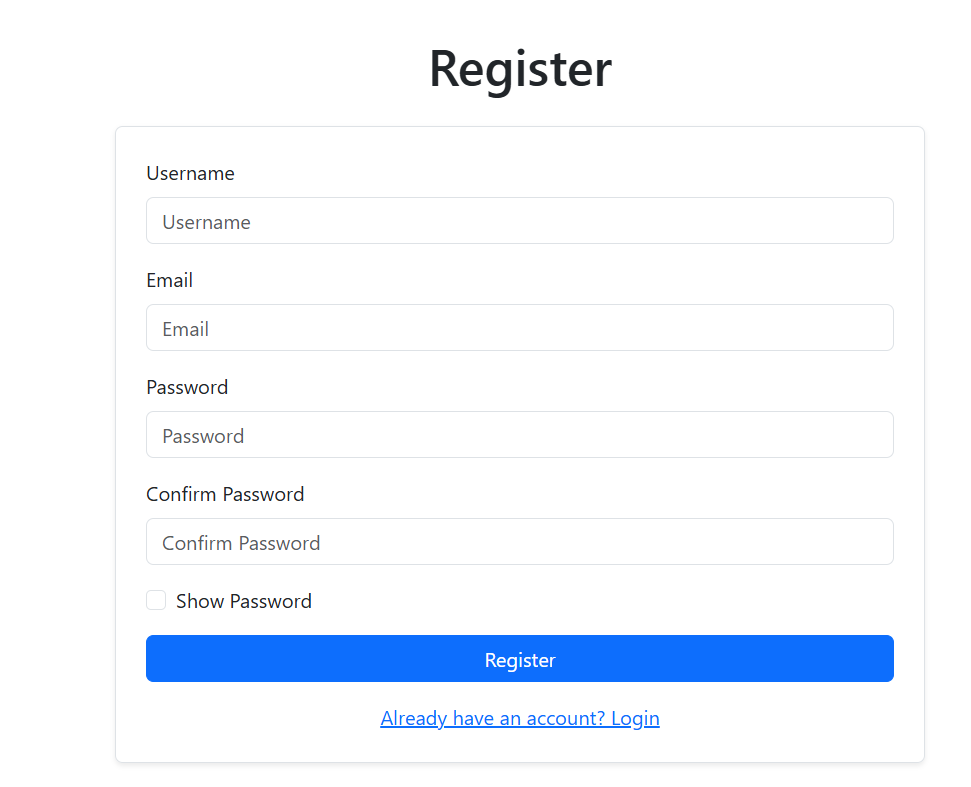 Register
Username
Username
Email
Email
Password
Password
Confirm Password
Confirm Password
Show Password
Register
Already have an account? Login